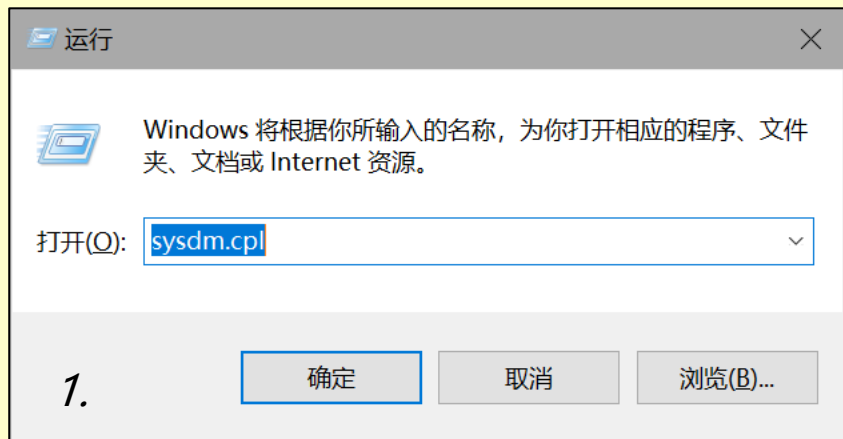 运行
Windows 将根据你所输入的名称，为你打开相应的程序、文件
夹、文档或 Internet 资源。
打开(O): sysdm.cpl
1. 确定 取消 浏览(B)...